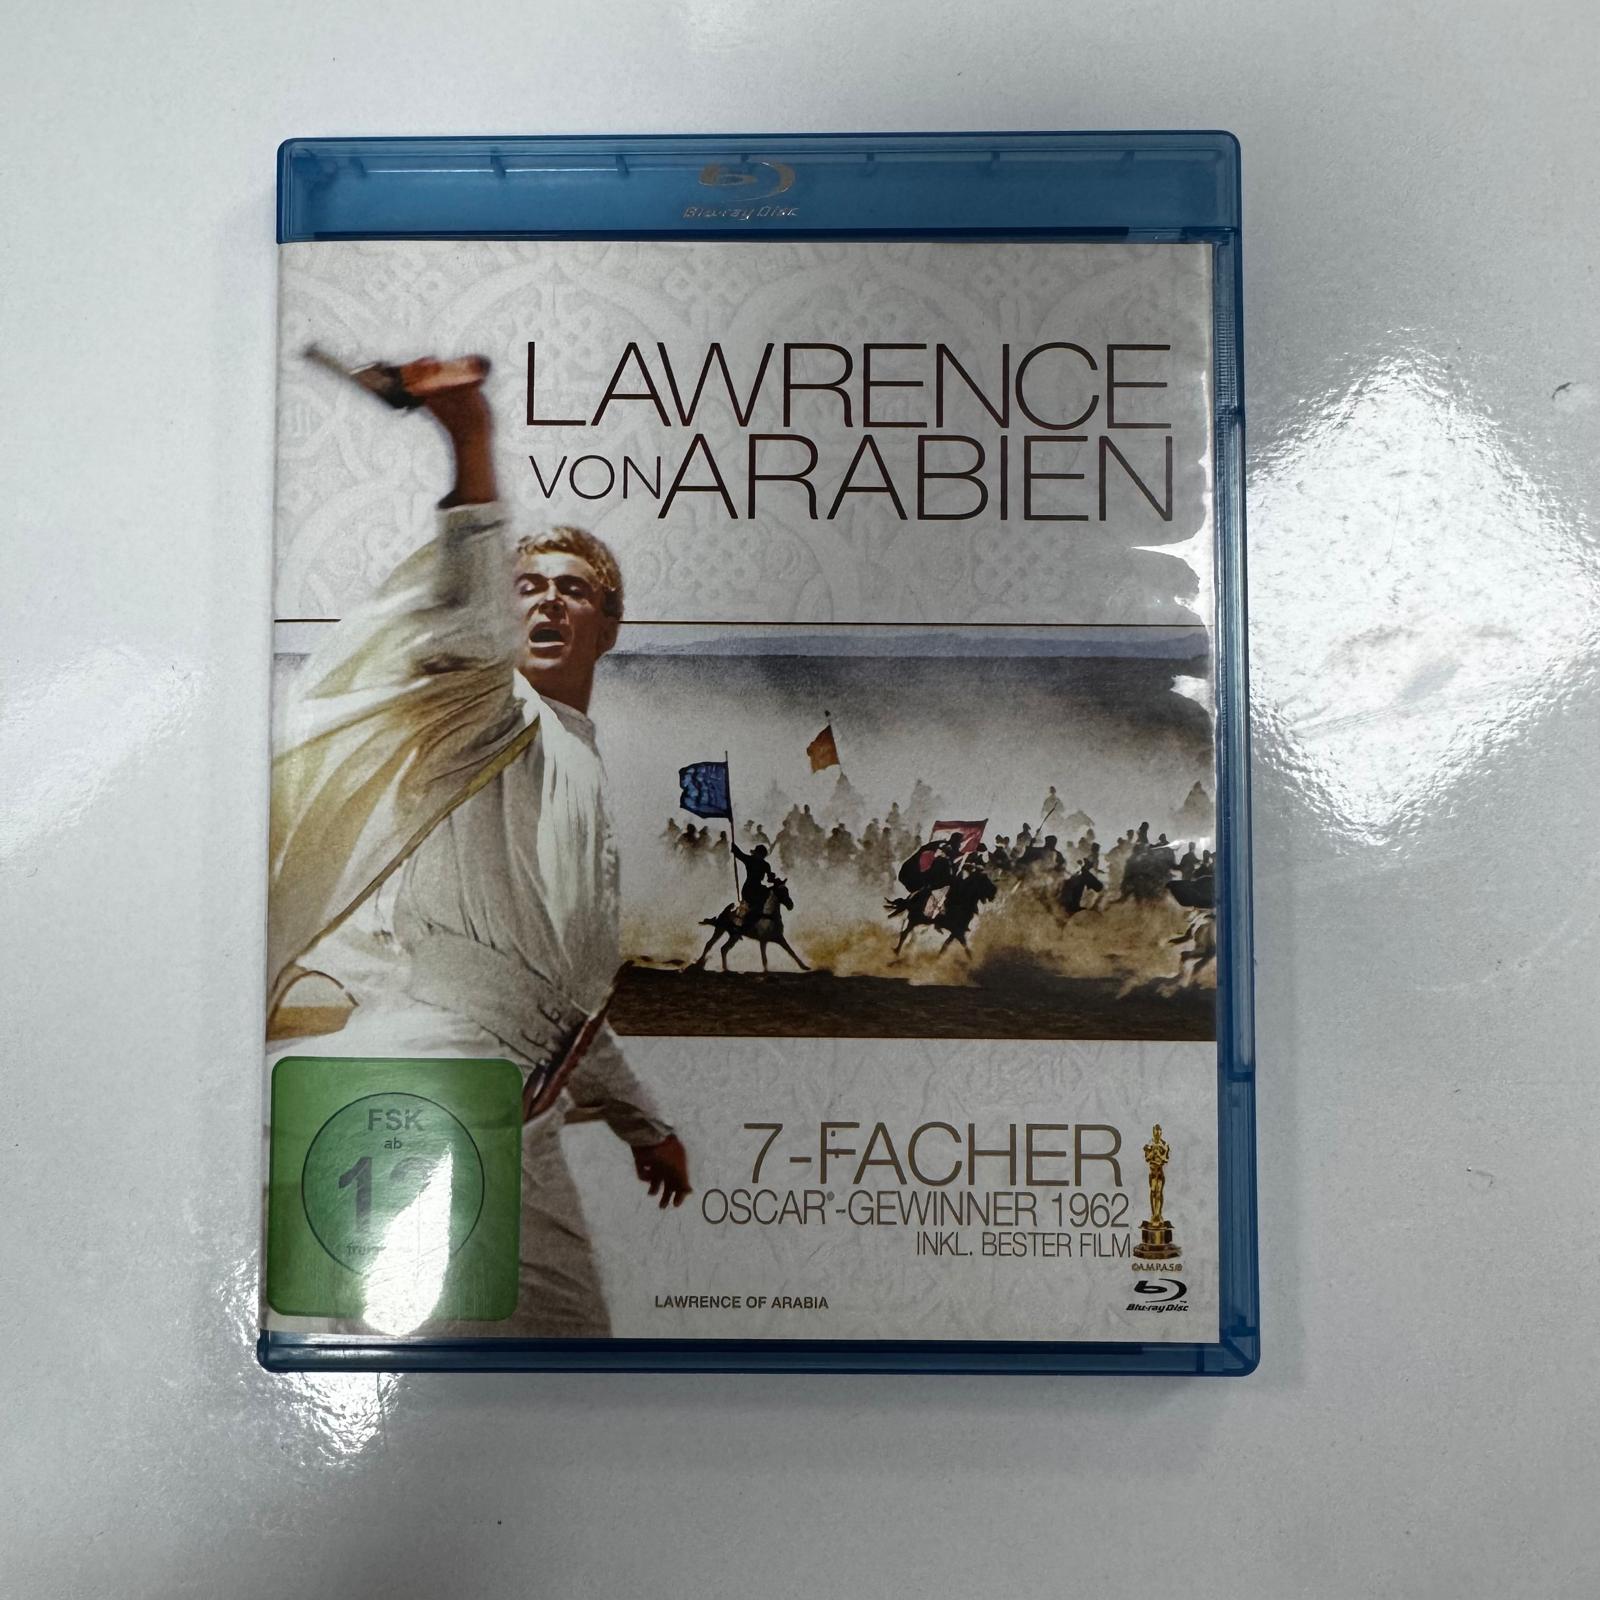 Blu-ray Disc
LAWRENCE
VON ARABIEN
FSK
ab
12
7-FACHER
OSCAR®-GEWINNER 1962
INKL. BESTER FILM
©A.M.P.A.S.®
LAWRENCE OF ARABIA
Blu-ray Disc